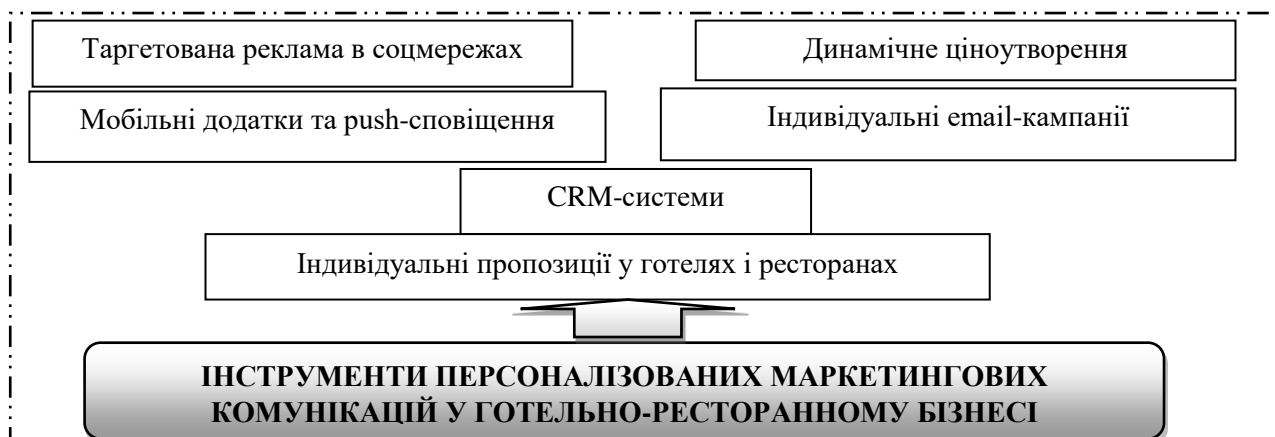 Таргетована реклама в соцмережах
Динамічне ціноутворення
Мобільні додатки та push-сповіщення
Індивідуальні email-кампанії
CRM-системи
Індивідуальні пропозиції у готелях і ресторанах
ІНСТРУМЕНТИ ПЕРСОНАЛІЗОВАНИХ МАРКЕТИНГОВИХ
КОМУНІКАЦІЙ У ГОТЕЛЬНО-РЕСТОРАННОМУ БІЗНЕСІ